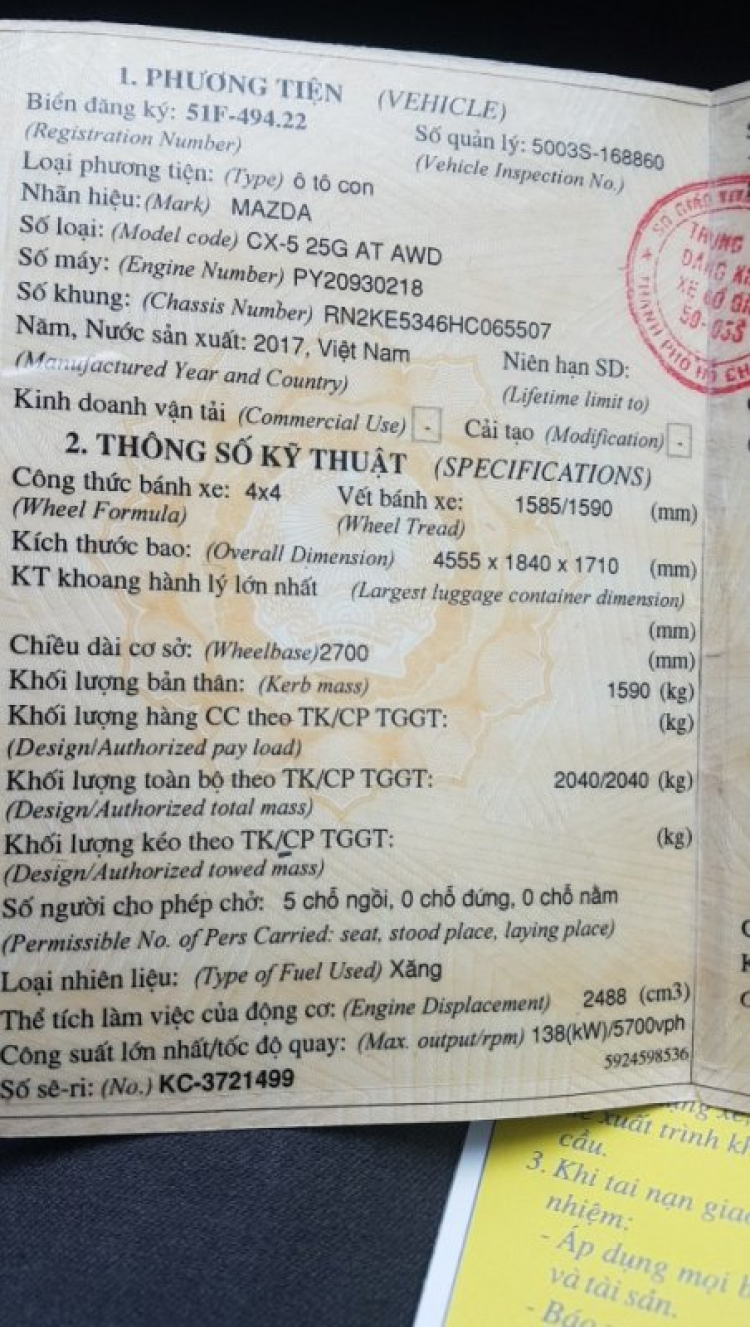 1. PHƯƠNG TIỆN (VEHICLE)
Biển đăng ký: 51F-494.22 Số quản lý: 5003S-168860
(Registration Number) (Vehicle Inspection No.)
Loại phương tiện: (Type) ô tô con
Nhãn hiệu: (Mark) MAZDA
Số loại: (Model code) CX-5 25G AT AWD
Số máy: (Engine Number) PY20930218
Số khung: (Chassis Number) RN2KE5346HC065507
Năm, Nước sản xuất: 2017, Việt Nam Niên hạn SD:
(Manufactured Year and Country) (Lifetime limit to)
Kinh doanh vận tải (Commercial Use) - Cải tạo (Modification) -
2. THÔNG SỐ KỸ THUẬT (SPECIFICATIONS)
Công thức bánh xe: 4x4 Vết bánh xe: 1585/1590 (mm)
(Wheel Formula) (Wheel Tread)
Kích thước bao: (Overall Dimension) 4555 x 1840 x 1710 (mm)
KT khoang hành lý lớn nhất (Largest luggage container dimension)
(mm)
Chiều dài cơ sở: (Wheelbase)2700 (mm)
Khối lượng bản thân: (Kerb mass) 1590 (kg)
Khối lượng hàng CC theo TK/CP TGGT: (kg)
(Design/Authorized pay load)
Khối lượng toàn bộ theo TK/CP TGGT: 2040/2040 (kg)
(Design/Authorized total mass)
Khối lượng kéo theo TK/CP TGGT: (kg)
(Design/Authorized towed mass)
Số người cho phép chở: 5 chỗ ngồi, 0 chỗ đứng, 0 chỗ nằm
(Permissible No. of Pers Carried: seat, stood place, laying place)
Loại nhiên liệu: (Type of Fuel Used) Xăng
Thể tích làm việc của động cơ: (Engine Displacement) 2488 (cm3)
Công suất lớn nhất/tốc độ quay: (Max. output/rpm) 138(kW)/5700vph
5924598536
Số sê-ri: (No.) KC-3721499
TRUNG
ĐĂNG
XE CƠ
50-03S
THÀNH PHỐ HỒ
xuất trình
cầu.
3. Khi tai nạn
nhiệm:
- Áp dụng mọi
và tài sản.